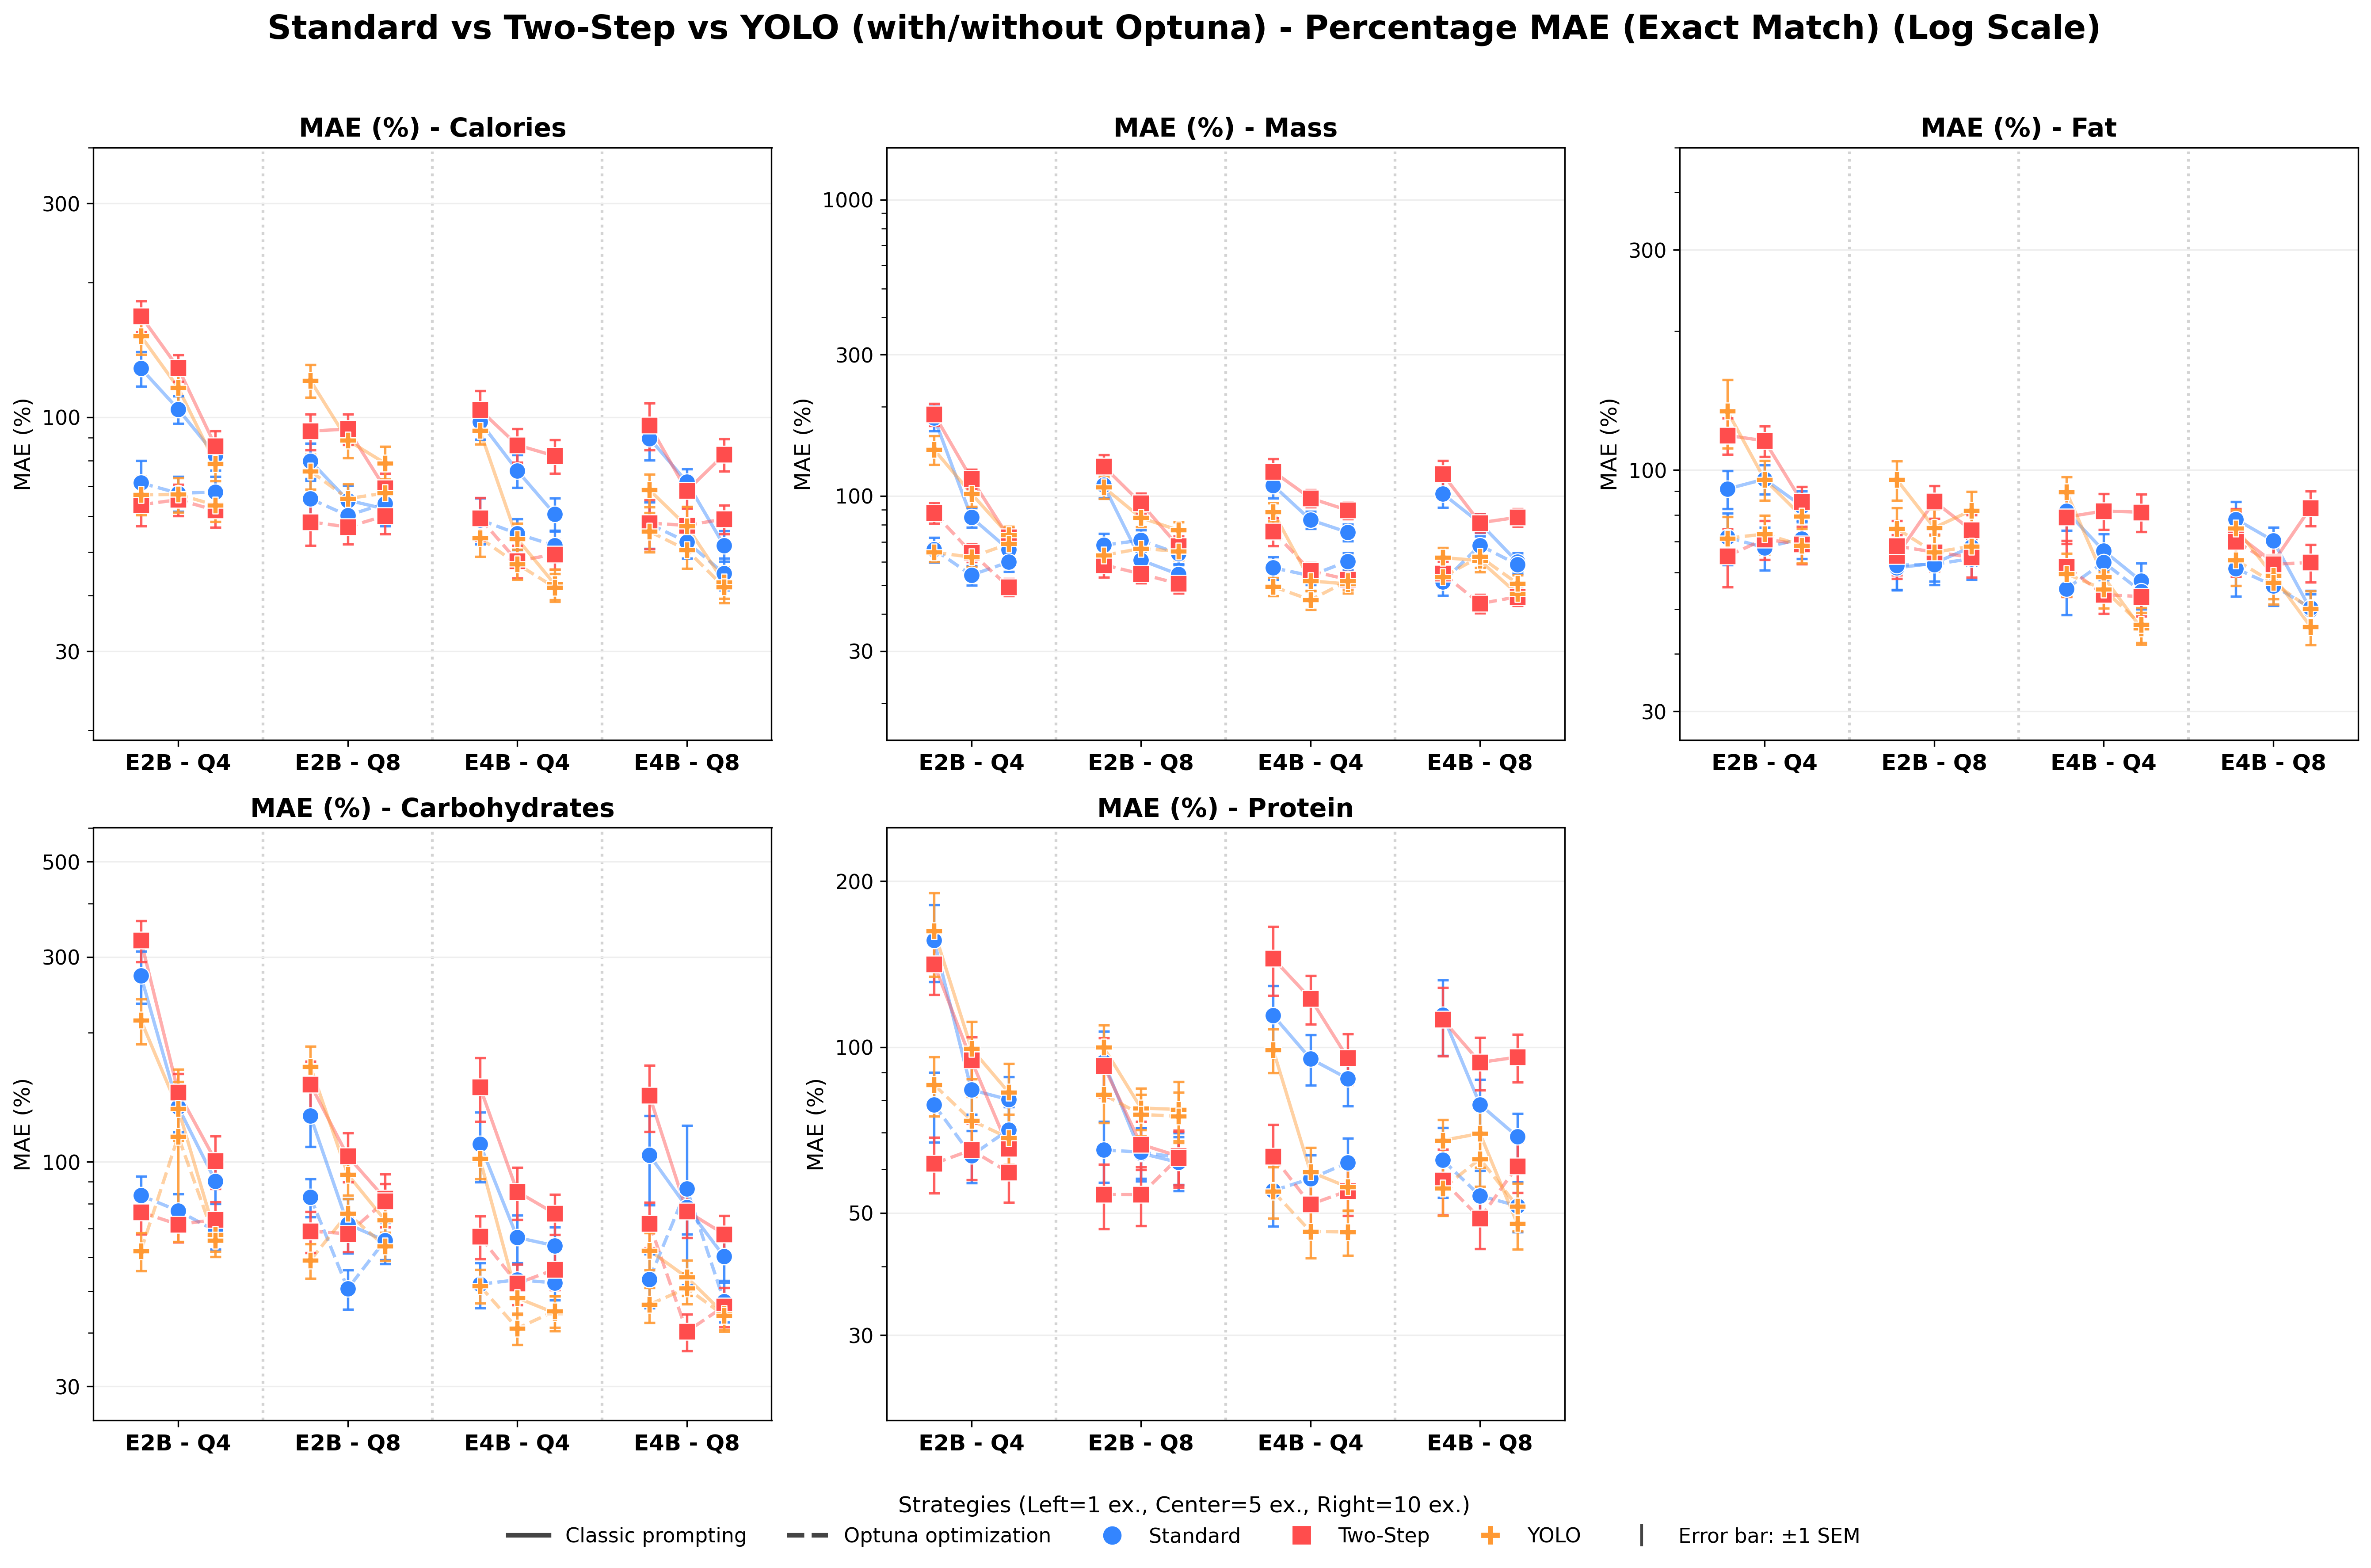 Standard vs Two-Step vs YOLO (with/without Optuna) - Percentage MAE (Exact Match) (Log Scale)
MAE (%) - Calories
MAE (%)
300
100
30
E2B - Q4
E2B - Q8
E4B - Q4
E4B - Q8
MAE (%) - Mass
MAE (%)
1000
300
100
30
E2B - Q4
E2B - Q8
E4B - Q4
E4B - Q8
MAE (%) - Fat
MAE (%)
300
100
30
E2B - Q4
E2B - Q8
E4B - Q4
E4B - Q8
MAE (%) - Carbohydrates
MAE (%)
500
300
100
30
E2B - Q4
E2B - Q8
E4B - Q4
E4B - Q8
MAE (%) - Protein
MAE (%)
200
100
50
30
E2B - Q4
E2B - Q8
E4B - Q4
E4B - Q8
Strategies (Left=1 ex., Center=5 ex., Right=10 ex.)
Classic prompting
Optuna optimization
Standard
Two-Step
YOLO
Error bar: ±1 SEM